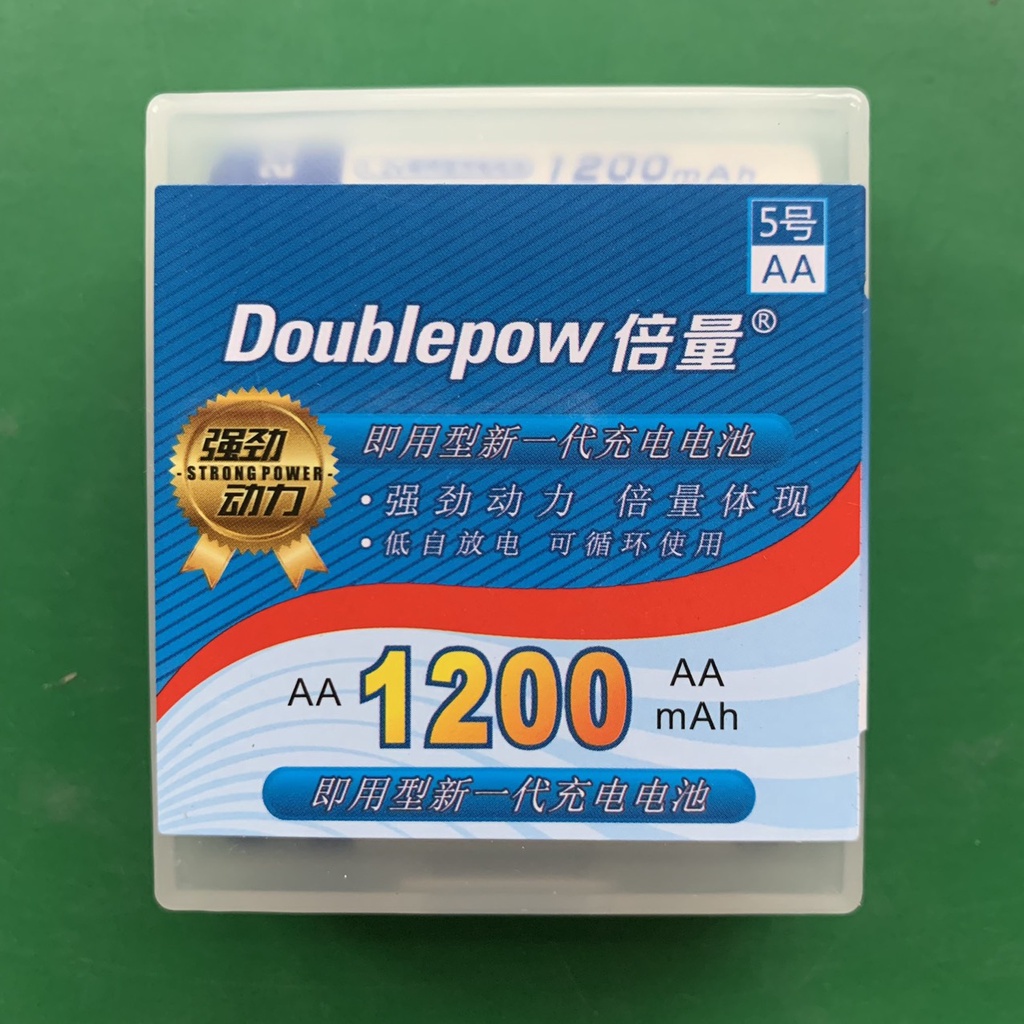 1200mAh
5号
AA
Doublepow 倍量®
强劲
-STRONG POWER-
动力
即用型新一代充电电池
• 强劲动力 倍量体现
• 低自放电 可循环使用
AA 1200 AA
mAh
即用型新一代充电电池